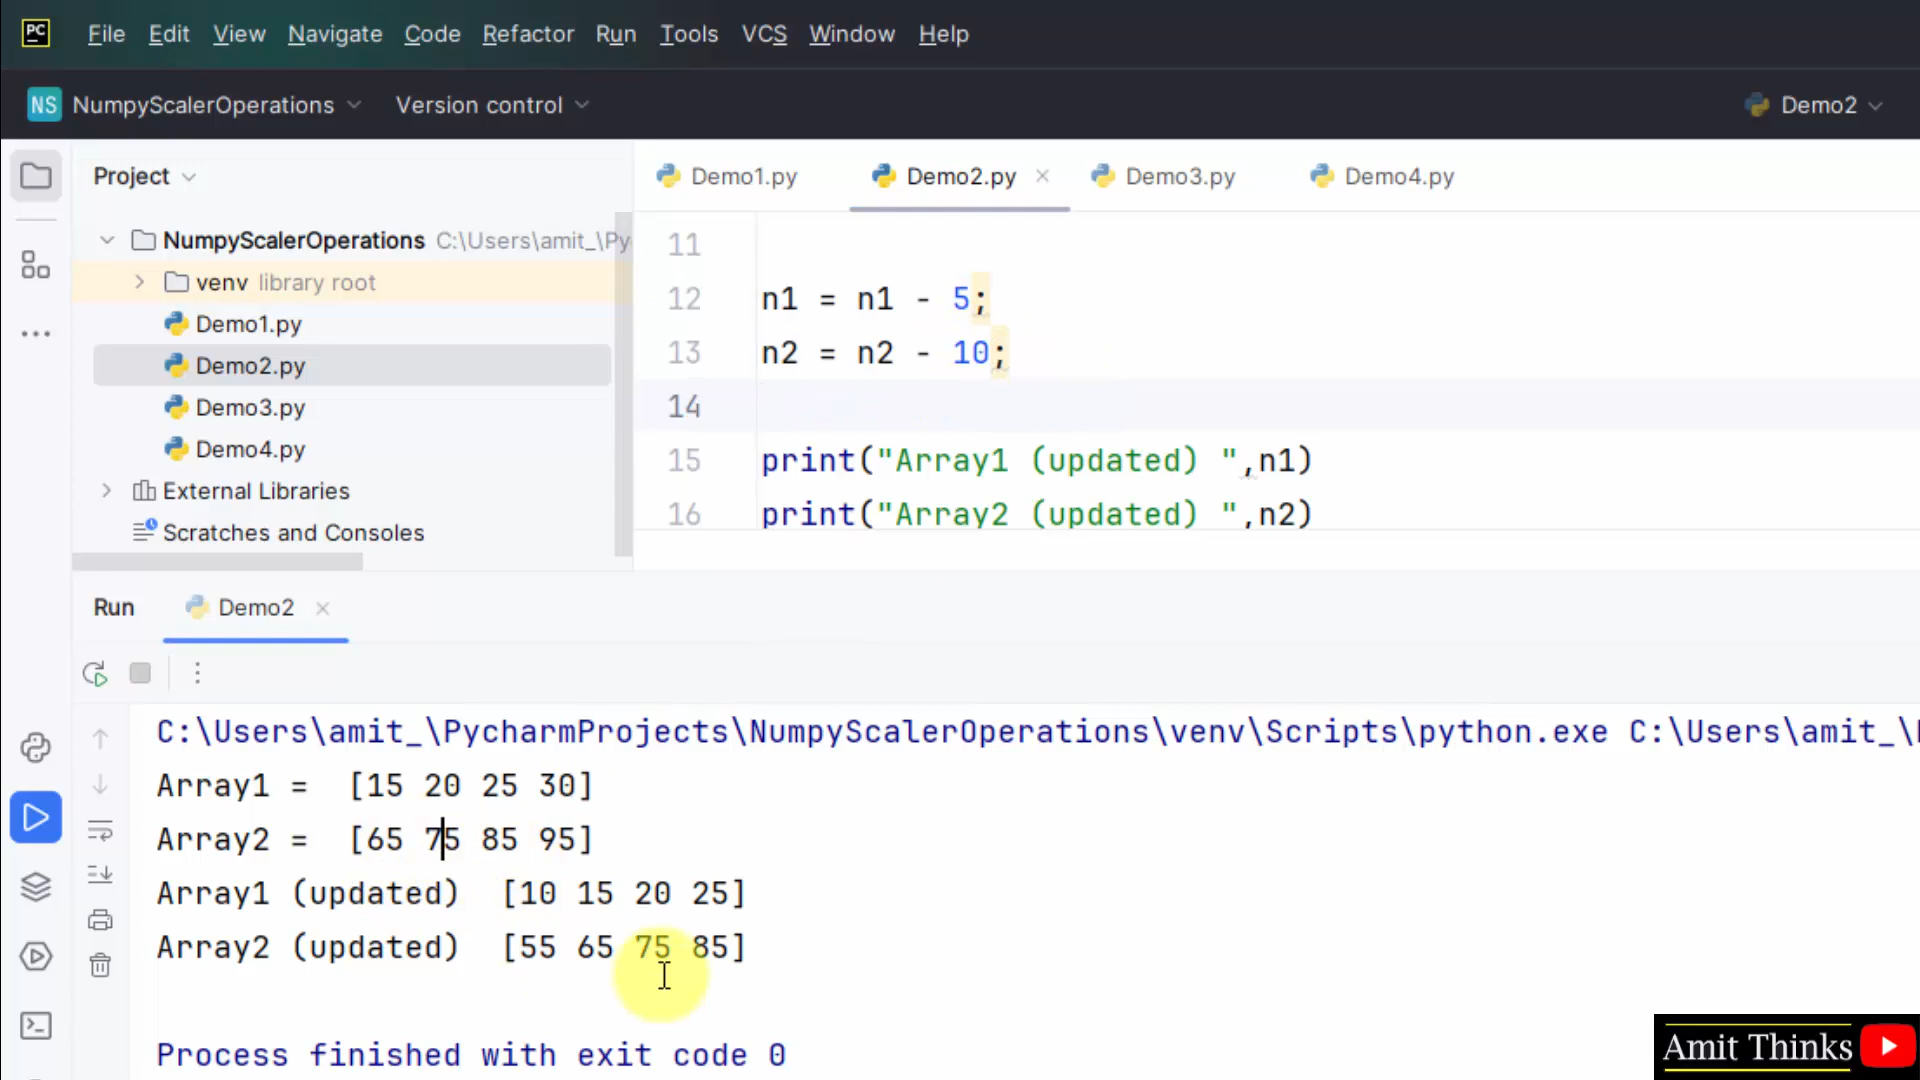 PC File Edit View Navigate Code Refactor Run Tools VCS Window Help
NS NumpyScalerOperations Version control Demo2
Project
NumpyScalerOperations C:\Users\amit_\Py
venv library root
Demo1.py
Demo2.py
Demo3.py
Demo4.py
External Libraries
Scratches and Consoles
Demo1.py Demo2.py Demo3.py Demo4.py
11
12 n1 = n1 - 5;
13 n2 = n2 - 10;
14
15 print("Array1 (updated) ",n1)
16 print("Array2 (updated) ",n2)
Run Demo2
C:\Users\amit_\PycharmProjects\NumpyScalerOperations\venv\Scripts\python.exe C:\Users\amit_\
Array1 =  [15 20 25 30]
Array2 =  [65 75 85 95]
Array1 (updated)  [10 15 20 25]
Array2 (updated)  [55 65 75 85]
Process finished with exit code 0
Amit Thinks